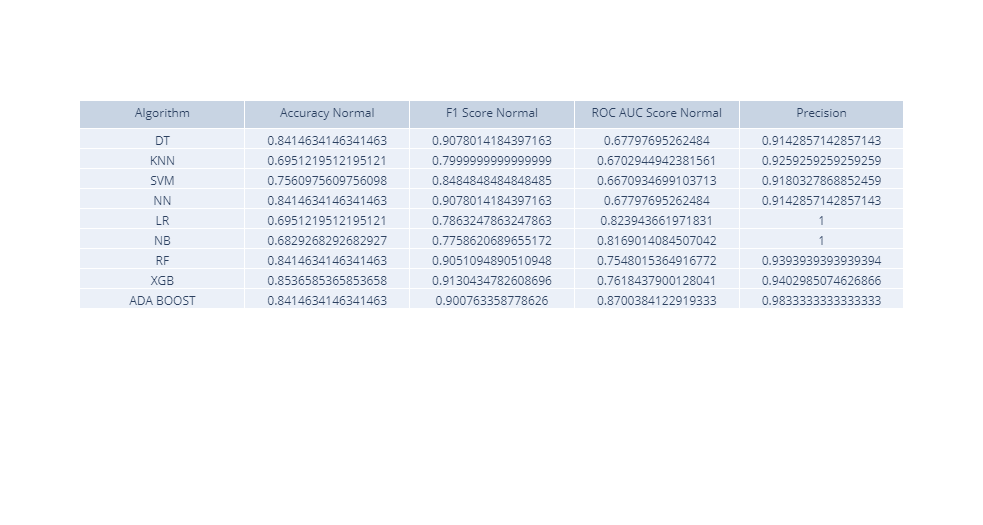 Algorithm Accuracy Normal F1 Score Normal ROC AUC Score Normal Precision
DT 0.8414634146341463 0.9078014184397163 0.67797695262484 0.9142857142857143
KNN 0.6951219512195121 0.7999999999999999 0.6702944942381561 0.9259259259259259
SVM 0.7560975609756098 0.8484848484848485 0.6670934699103713 0.9180327868852459
NN 0.8414634146341463 0.9078014184397163 0.67797695262484 0.9142857142857143
LR 0.6951219512195121 0.7863247863247863 0.823943661971831 1
NB 0.6829268292682927 0.7758620689655172 0.8169014084507042 1
RF 0.8414634146341463 0.9051094890510948 0.7548015364916772 0.9393939393939394
XGB 0.8536585365853658 0.9130434782608696 0.7618437900128041 0.9402985074626866
ADA BOOST 0.8414634146341463 0.900763358778626 0.8700384122919333 0.9833333333333333